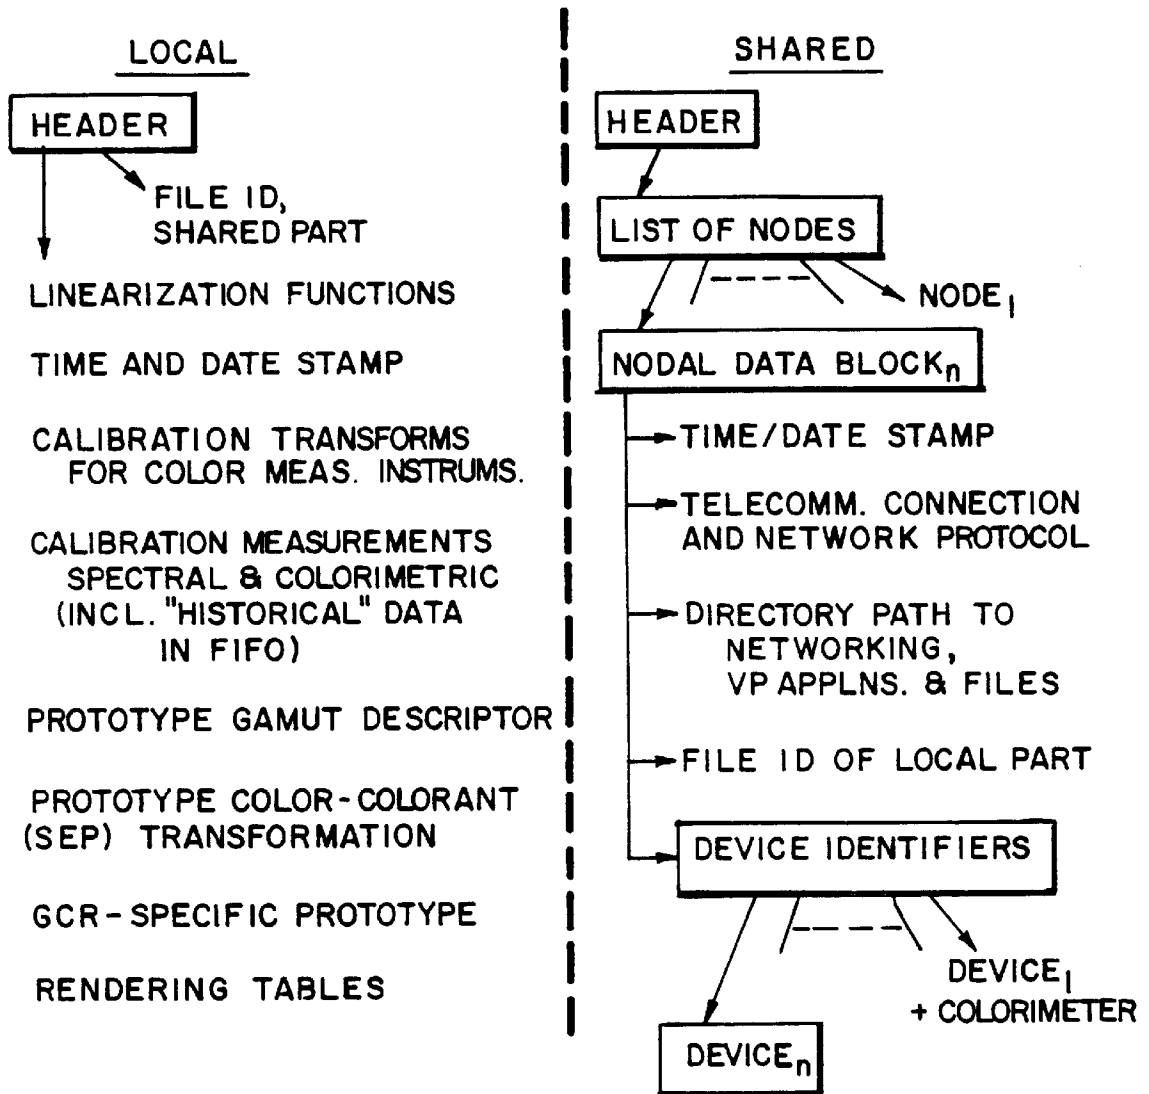 LOCAL
HEADER
FILE ID,
SHARED PART
LINEARIZATION FUNCTIONS
TIME AND DATE STAMP
CALIBRATION TRANSFORMS
FOR COLOR MEAS. INSTRUMS.
CALIBRATION MEASUREMENTS
SPECTRAL & COLORIMETRIC
(INCL. "HISTORICAL" DATA
IN FIFO)
PROTOTYPE GAMUT DESCRIPTOR
PROTOTYPE COLOR-COLORANT
(SEP) TRANSFORMATION
GCR-SPECIFIC PROTOTYPE
RENDERING TABLES
SHARED
HEADER
LIST OF NODES
NODE1
NODAL DATA BLOCKn
TIME/DATE STAMP
TELECOMM. CONNECTION
AND NETWORK PROTOCOL
DIRECTORY PATH TO
NETWORKING,
VP APPLNS. & FILES
FILE ID OF LOCAL PART
DEVICE IDENTIFIERS
DEVICE1
+ COLORIMETER
DEVICEn